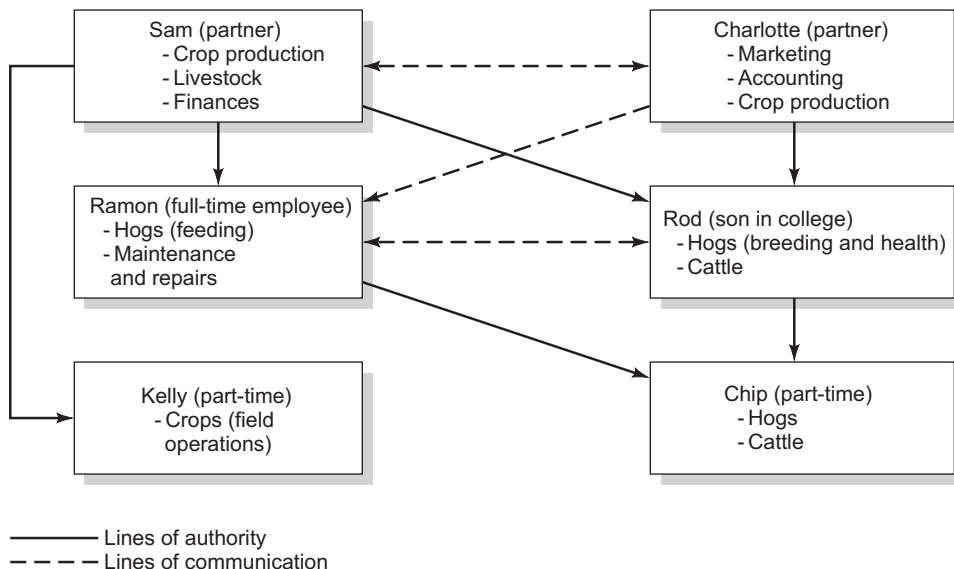 Sam (partner)
- Crop production
- Livestock
- Finances
Charlotte (partner)
- Marketing
- Accounting
- Crop production
Ramon (full-time employee)
- Hogs (feeding)
- Maintenance
and repairs
Rod (son in college)
- Hogs (breeding and health)
- Cattle
Kelly (part-time)
- Crops (field
operations)
Chip (part-time)
- Hogs
- Cattle
Lines of authority
Lines of communication